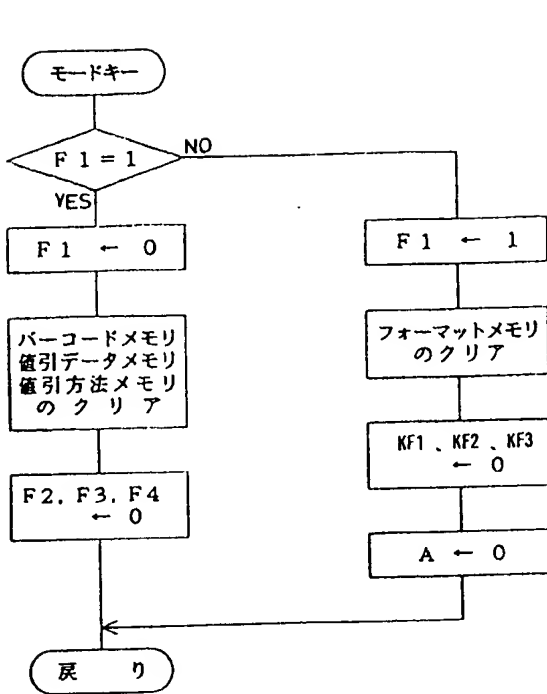 モードキー
F1=1
NO
YES
F1 ← 0
バーコードメモリ
値引データメモリ
値引方法メモリ
のクリア
F2, F3, F4
← 0
F1 ← 1
フォーマットメモリ
のクリア
KF1、KF2、KF3
← 0
A ← 0
戻り